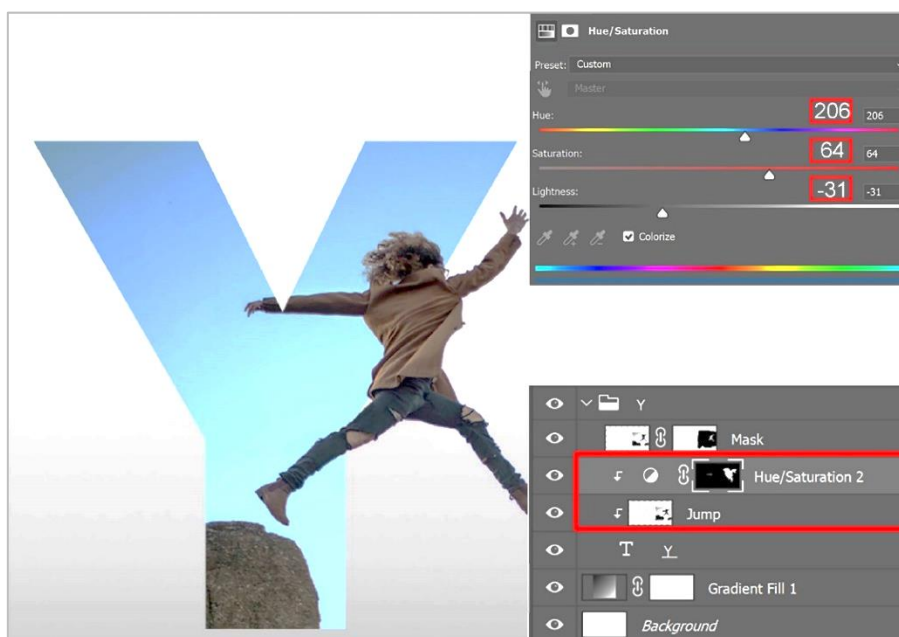 Y
Hue/Saturation
Preset: Custom
Master
Hue: 206 206
Saturation: 64 64
Lightness: -31 -31
Colorize
Y
Mask
Hue/Saturation 2
Jump
T Y
Gradient Fill 1
Background